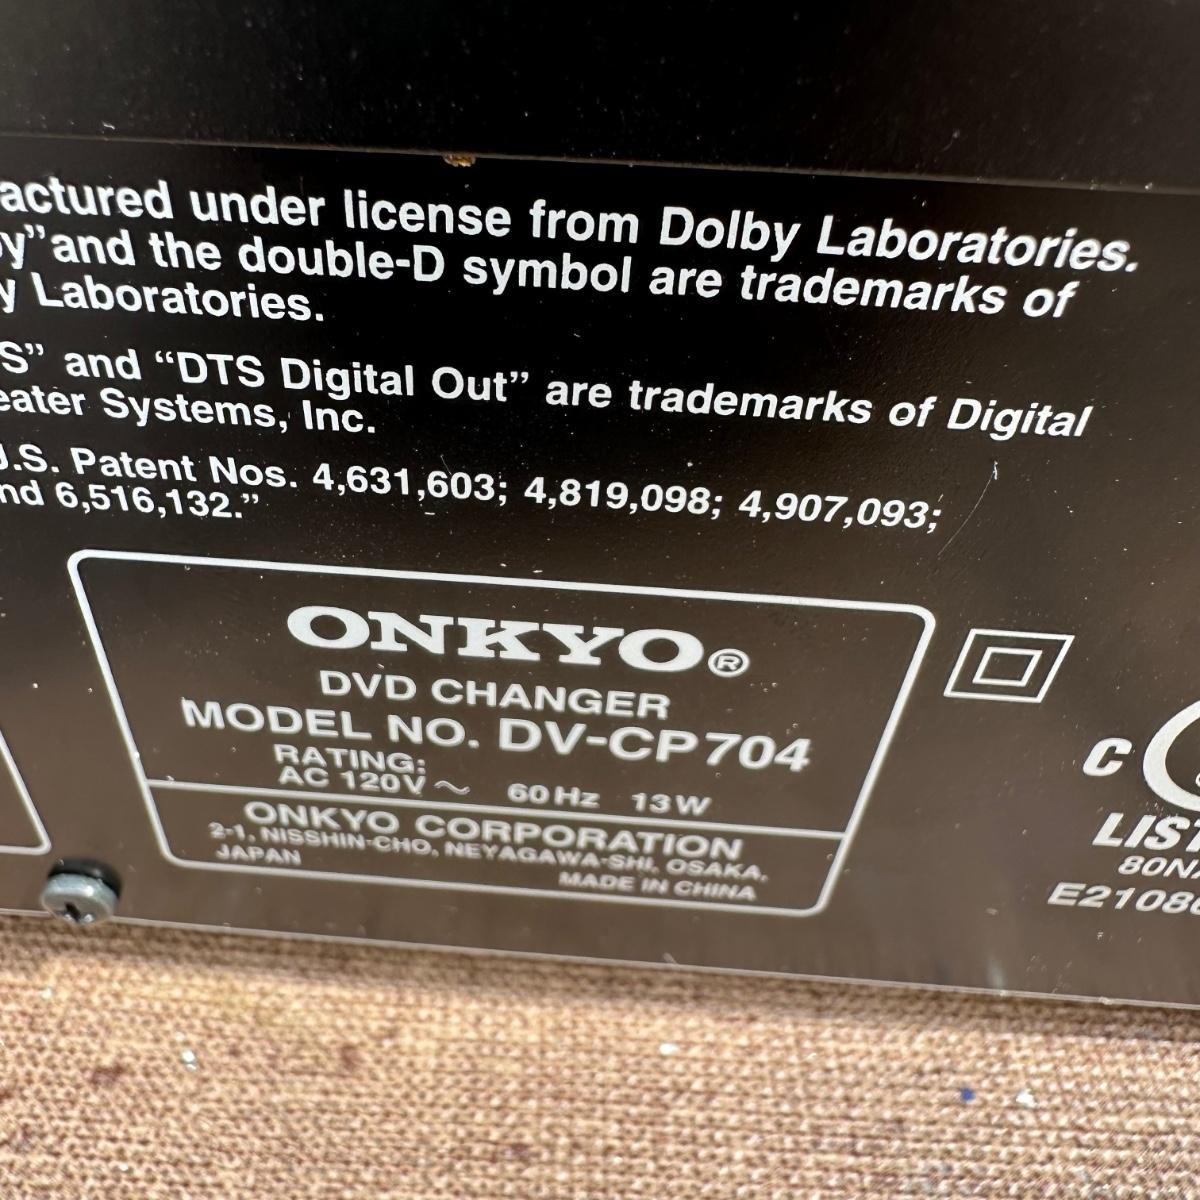 actured under license from Dolby Laboratories.
by"and the double-D symbol are trademarks of
y Laboratories.
S" and "DTS Digital Out" are trademarks of Digital
eater Systems, Inc.
U.S. Patent Nos. 4,631,603; 4,819,098; 4,907,093;
nd 6,516,132."
ONKYO®
DVD CHANGER
MODEL NO. DV-CP704
RATING:
AC 120V ~ 60Hz 13W
ONKYO CORPORATION
2-1, NISSHIN-CHO, NEYAGAWA-SHI, OSAKA,
JAPAN
MADE IN CHINA
C
LIST
80N
E2108